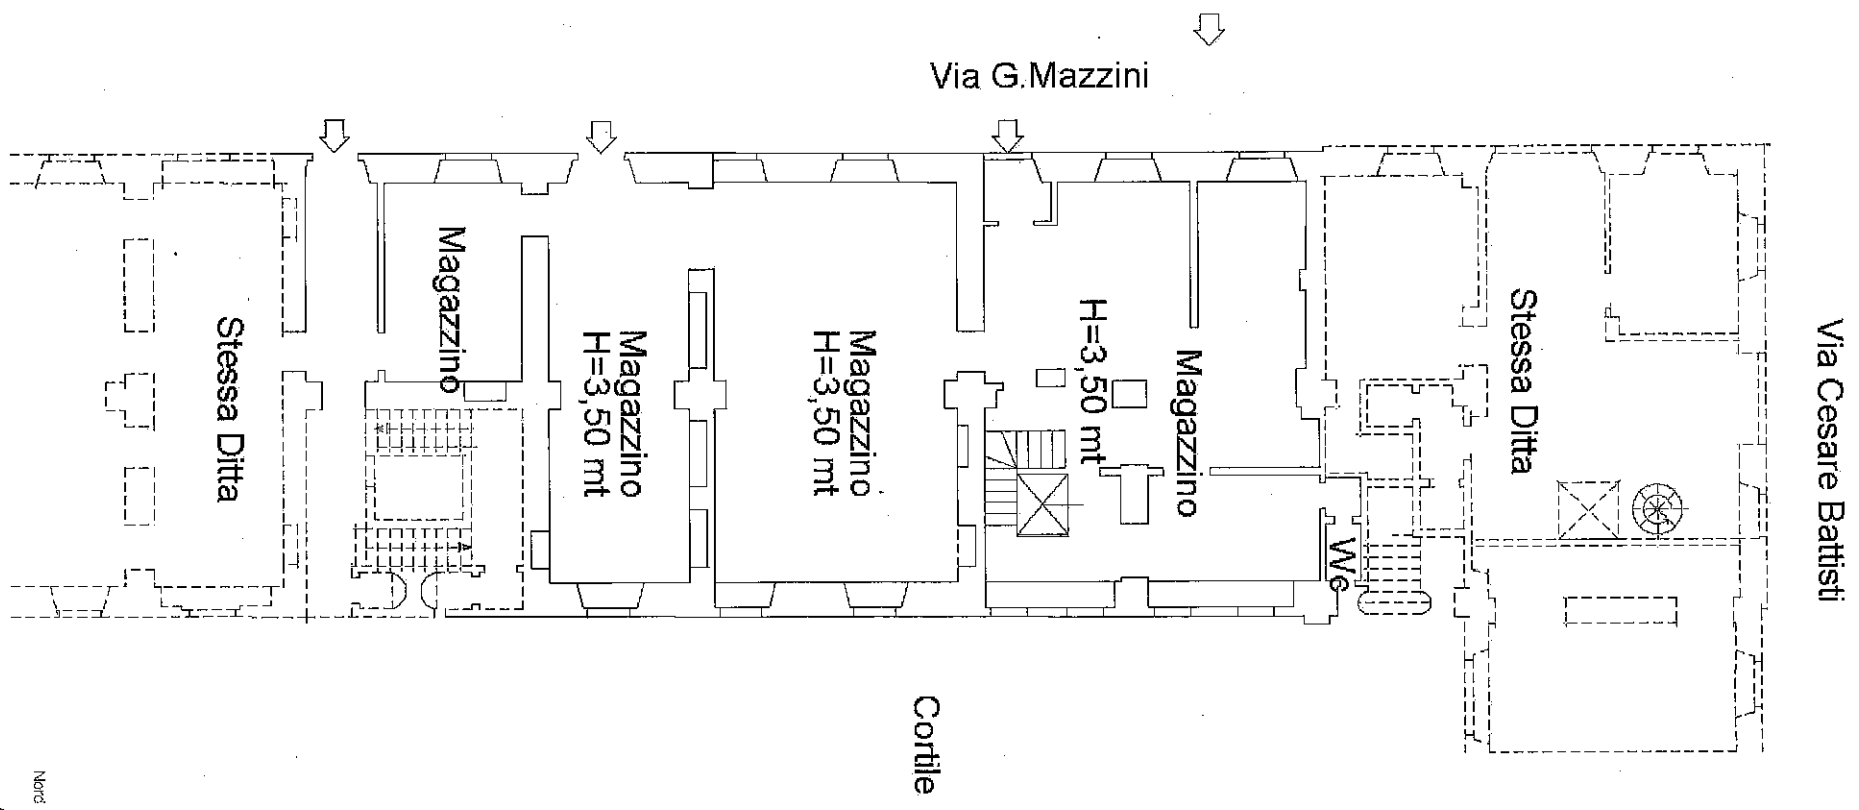 Via G.Mazzini
Via Cesare Battisti
Stessa Ditta
Magazzino
Magazzino
H=3,50 mt
Magazzino
H=3,50 mt
H=3,50 mt
Magazzino
Stessa Ditta
Wc
Cortile
Nord